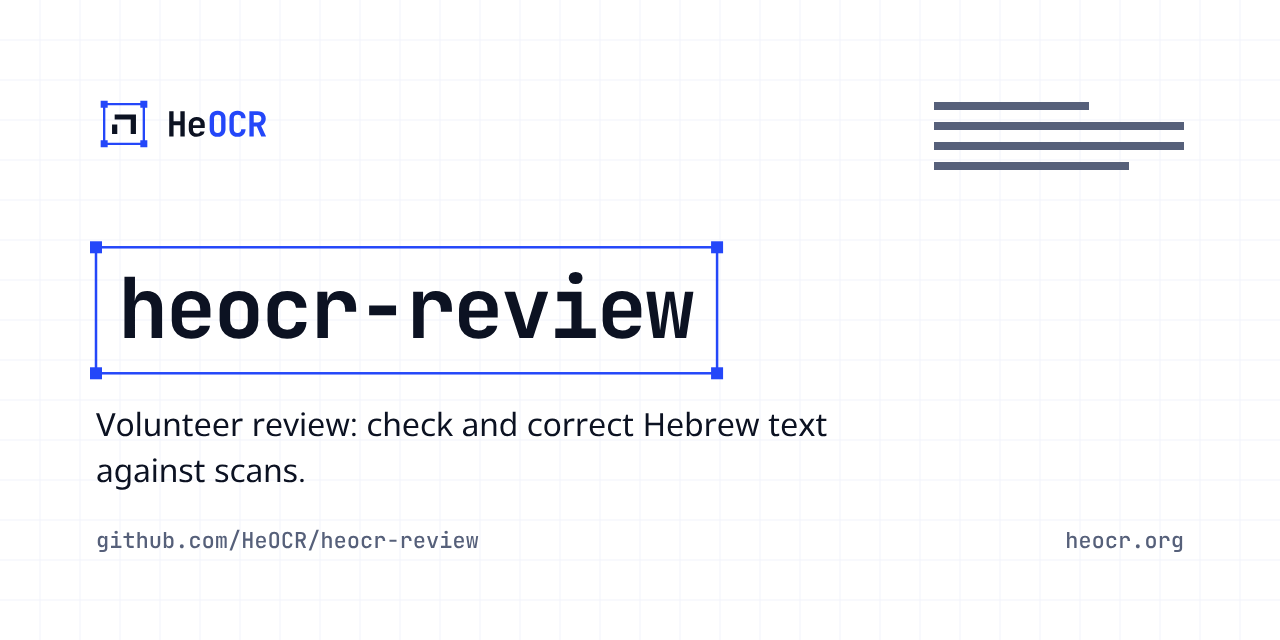 HeOCR
heocr-review
Volunteer review: check and correct Hebrew text
against scans.
github.com/HeOCR/heocr-review
heocr.org